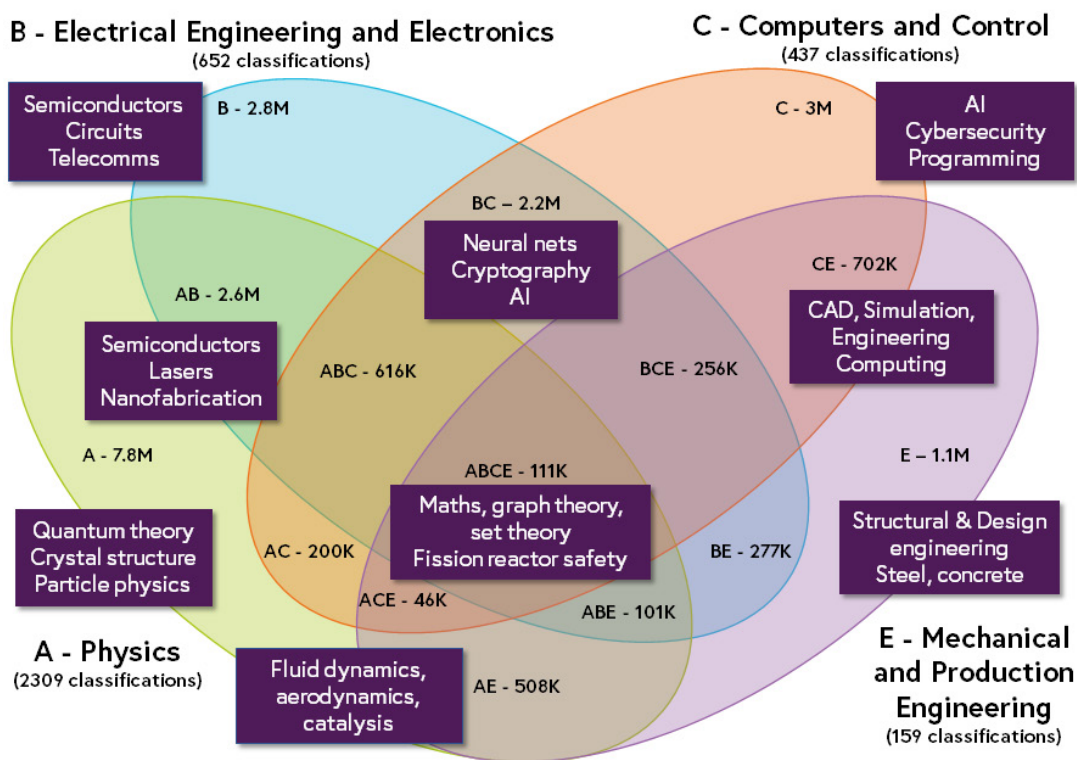 B - Electrical Engineering and Electronics
(652 classifications)
C - Computers and Control
(437 classifications)
Semiconductors
Circuits
Telecomms
B - 2.8M
C - 3M
AI
Cybersecurity
Programming
BC – 2.2M
Neural nets
Cryptography
AI
CE - 702K
CAD, Simulation,
Engineering
Computing
AB - 2.6M
Semiconductors
Lasers
Nanofabrication
ABC - 616K
BCE - 256K
A - 7.8M
ABCE - 111K
E – 1.1M
Maths, graph theory,
set theory
Fission reactor safety
Quantum theory
Crystal structure
Particle physics
AC - 200K
BE - 277K
Structural & Design
engineering
Steel, concrete
ACE - 46K
ABE - 101K
A - Physics
(2309 classifications)
Fluid dynamics,
aerodynamics,
catalysis
AE - 508K
E - Mechanical
and Production
Engineering
(159 classifications)